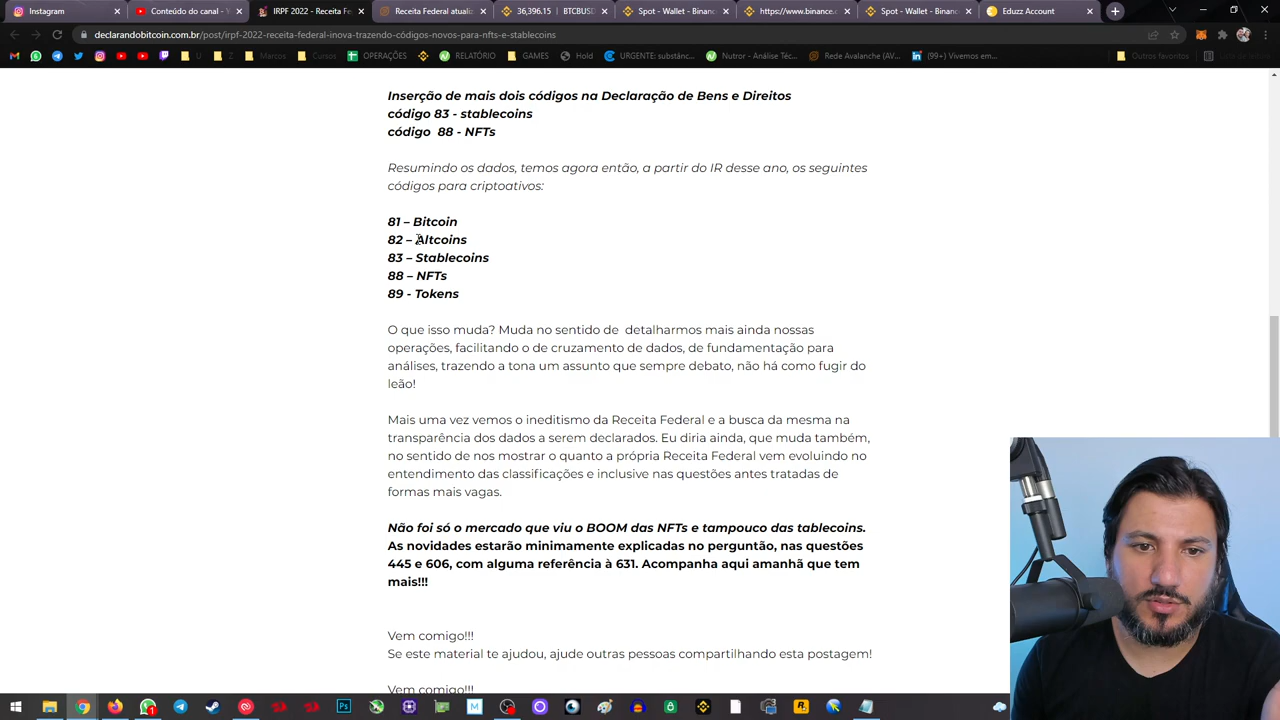 Instagram
Conteúdo do canal - 
IRPF 2022 - Receita Fe
Receita Federal atualiz
36,396.15 | BTCBUSD
Spot - Wallet - Binanc
https://www.binance.c
Spot - Wallet - Binanc
Eduzz Account
declarandobitcoin.com.br/post/irpf-2022-receita-federal-inova-trazendo-códigos-novos-para-nfts-e-stablecoins
U
Z
Marcos
Cursos
OPERAÇÕES
RELATÓRIO
GAMES
Hold
URGENTE: substânc...
Nutror - Análise Téc...
Rede Avalanche (AV...
(99+) Vivemos em...
Outros favoritos
Inserção de mais dois códigos na Declaração de Bens e Direitos
código 83 - stablecoins
código 88 - NFTs
Resumindo os dados, temos agora então, a partir do IR desse ano, os seguintes
códigos para criptoativos:
81 – Bitcoin
82 – Altcoins
83 – Stablecoins
88 – NFTs
89 - Tokens
O que isso muda? Muda no sentido de detalharmos mais ainda nossas
operações, facilitando o de cruzamento de dados, de fundamentação para
análises, trazendo a tona um assunto que sempre debato, não há como fugir do
leão!
Mais uma vez vemos o ineditismo da Receita Federal e a busca da mesma na
transparência dos dados a serem declarados. Eu diria ainda, que muda também,
no sentido de nos mostrar o quanto a própria Receita Federal vem evoluindo no
entendimento das classificações e inclusive nas questões antes tratadas de
formas mais vagas.
Não foi só o mercado que viu o BOOM das NFTs e tampouco das tablecoins.
As novidades estarão minimamente explicadas no perguntão, nas questões
445 e 606, com alguma referência à 631. Acompanha aqui amanhã que tem
mais!!!
Vem comigo!!!
Se este material te ajudou, ajude outras pessoas compartilhando esta postagem!
Vem comigo!!!